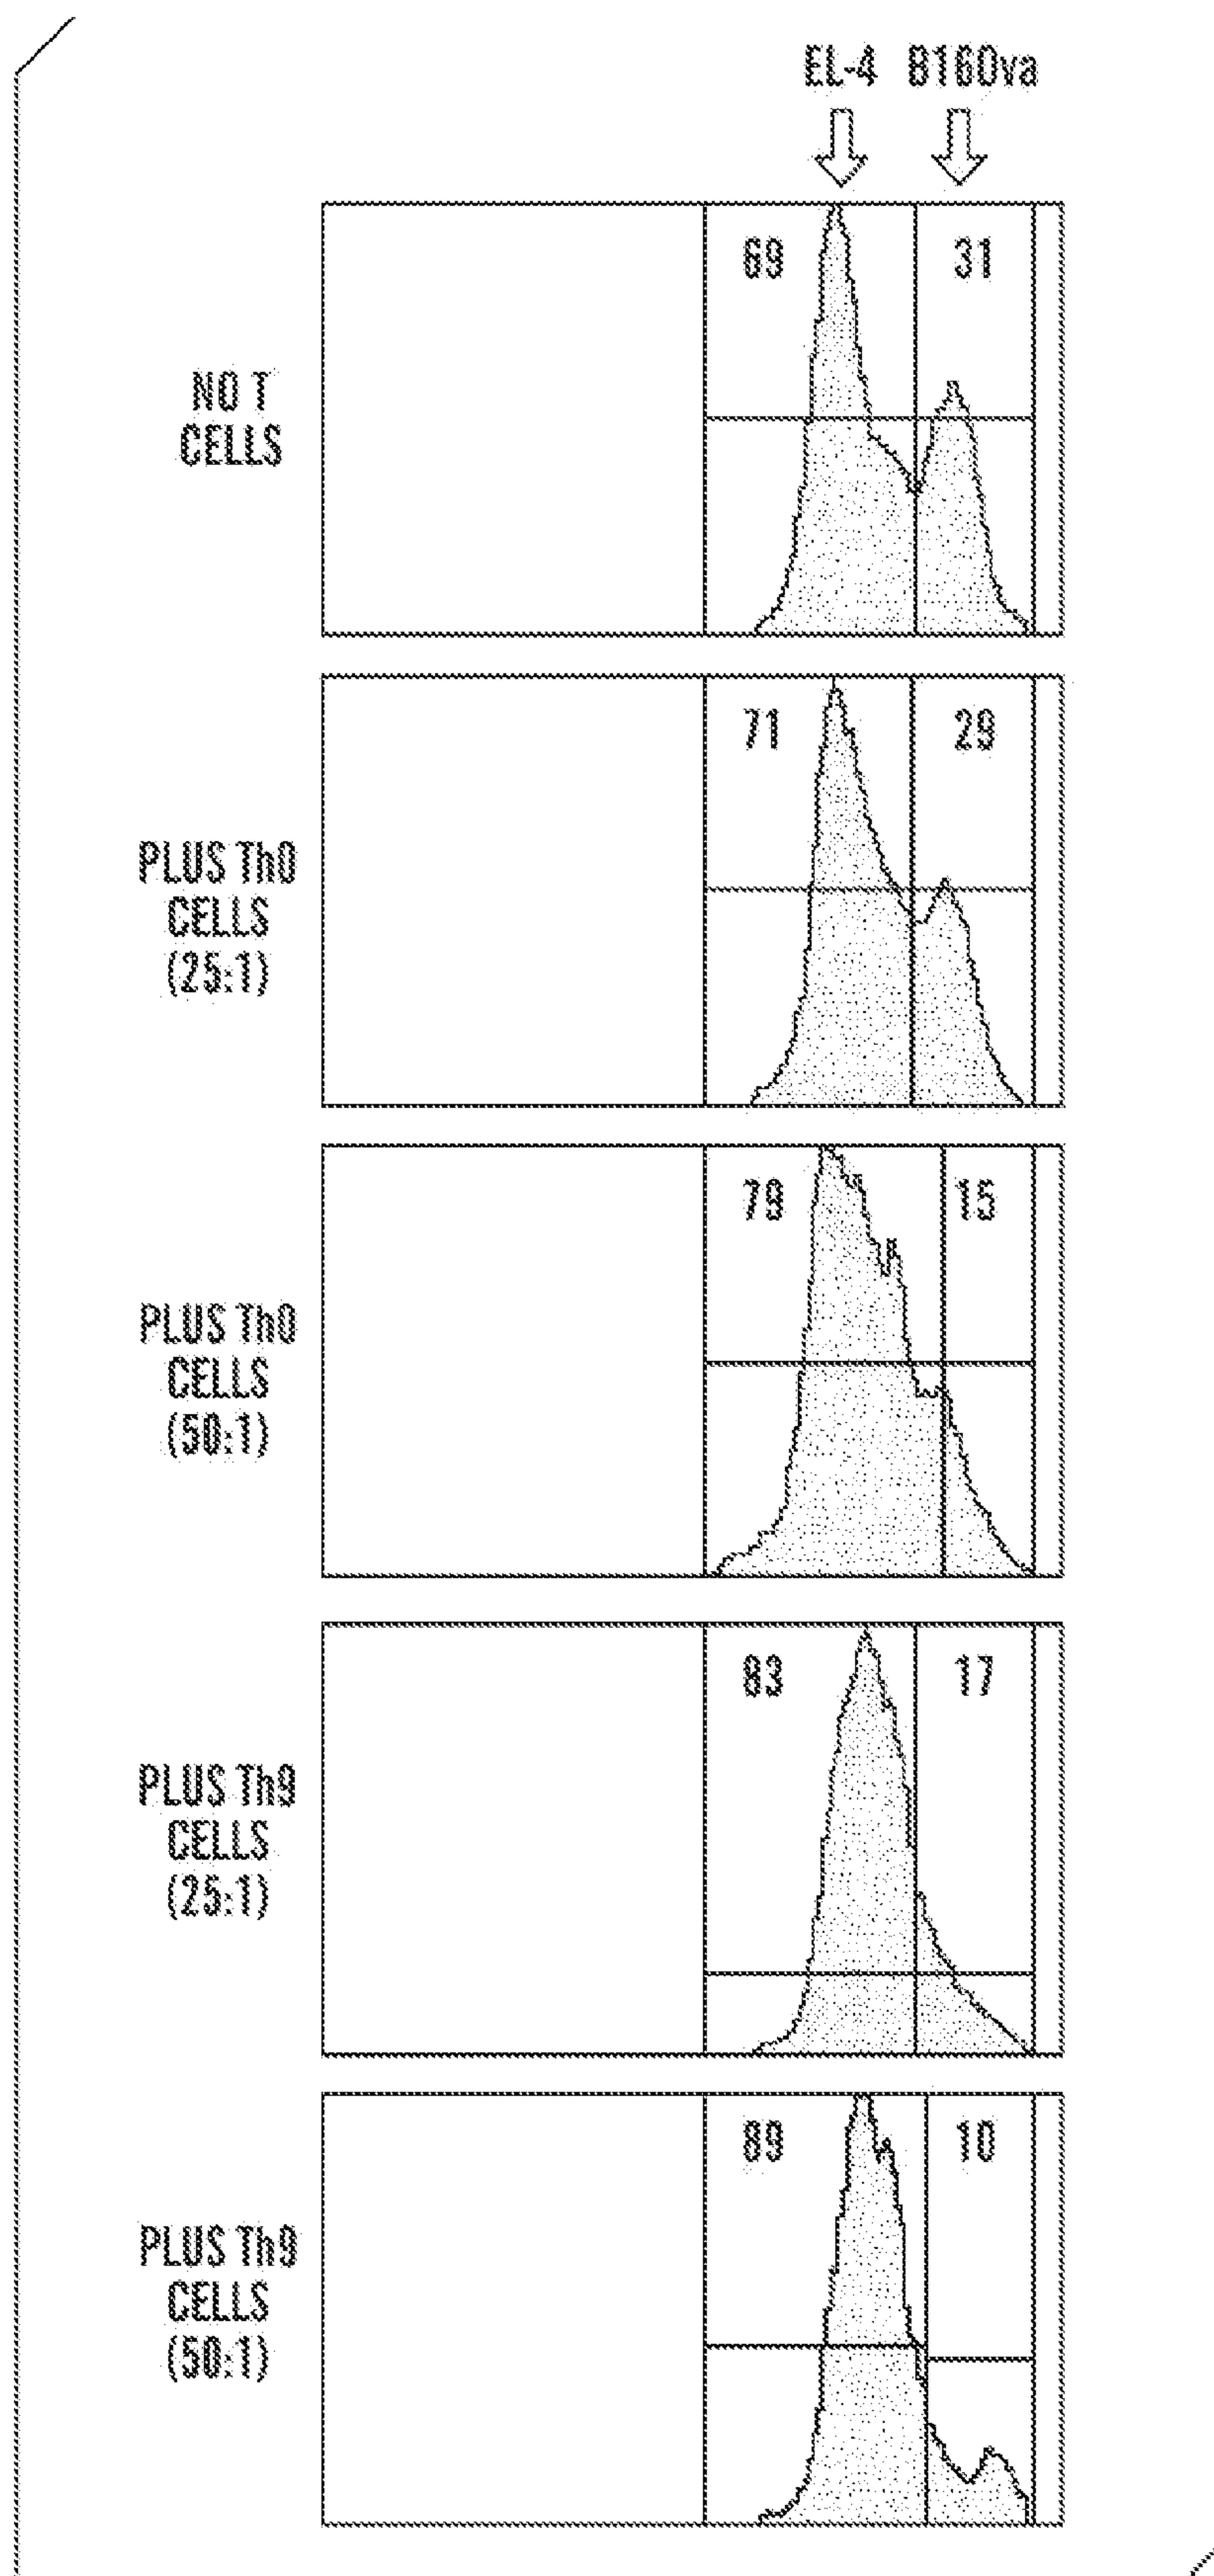 EL-4 B16Ova
69 31
NO T
CELLS
71 29
PLUS Th0
CELLS
(25:1)
15
PLUS Th0
CELLS
(50:1)
83 17
PLUS Th9
CELLS
(25:1)
89 10
PLUS Th9
CELLS
(50:1)